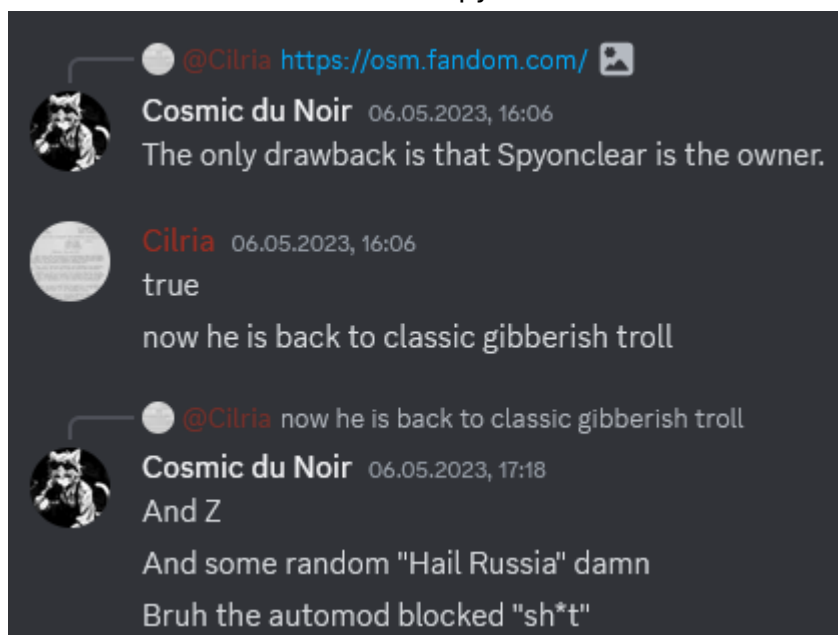 @Cilria https://osm.fandom.com/
Cosmic du Noir 06.05.2023, 16:06
The only drawback is that Spyonclear is the owner.
Cilria 06.05.2023, 16:06
true
now he is back to classic gibberish troll
@Cilria now he is back to classic gibberish troll
Cosmic du Noir 06.05.2023, 17:18
And Z
And some random "Hail Russia" damn
Bruh the automod blocked "sh*t"